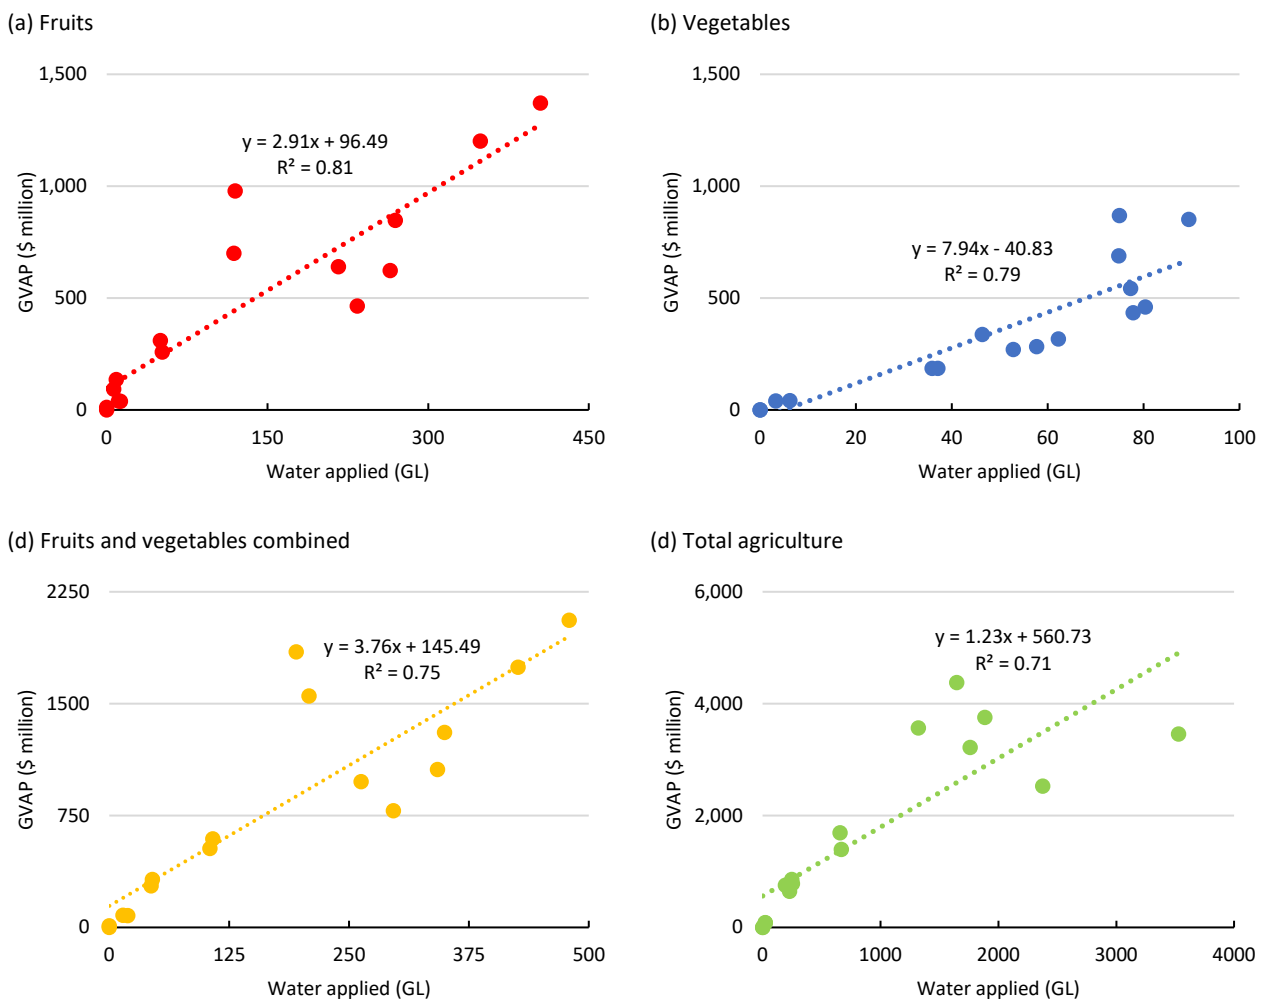 (a) Fruits
1,500
1,000
500
0
GVAP ($ million)
y = 2.91x + 96.49
R² = 0.81
0 150 300 450
Water applied (GL)
(b) Vegetables
1,500
1,000
500
0
GVAP ($ million)
y = 7.94x - 40.83
R² = 0.79
0 20 40 60 80 100
Water applied (GL)
(d) Fruits and vegetables combined
2250
1500
750
0
GVAP ($ million)
y = 3.76x + 145.49
R² = 0.75
0 125 250 375 500
Water applied (GL)
(d) Total agriculture
6,000
4,000
2,000
0
GVAP ($ million)
y = 1.23x + 560.73
R² = 0.71
0 1000 2000 3000 4000
Water applied (GL)